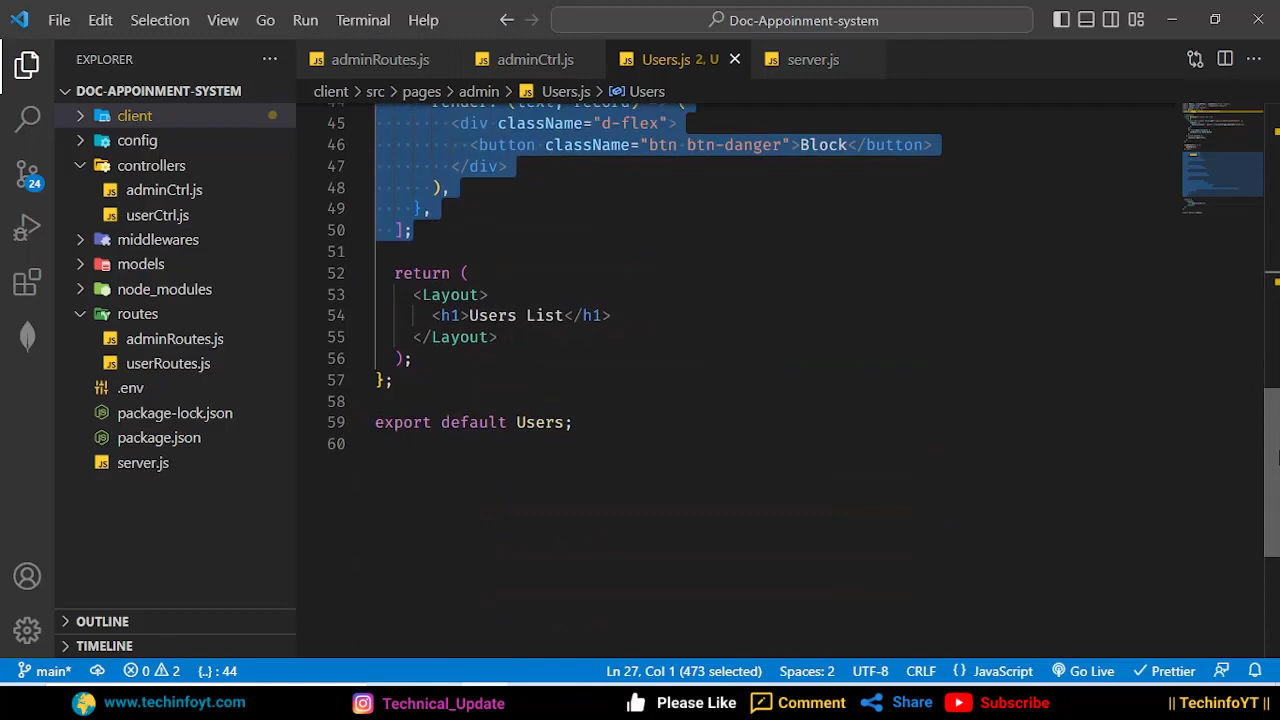 File Edit Selection View Go Run Terminal Help
Doc-Appoinment-system
EXPLORER
DOC-APPOINMENT-SYSTEM
client
config
controllers
adminCtrl.js
userCtrl.js
middlewares
models
node_modules
routes
adminRoutes.js
userRoutes.js
.env
package-lock.json
package.json
server.js
OUTLINE
TIMELINE
24
adminRoutes.js adminCtrl.js Users.js 2, U server.js
client > src > pages > admin > Users.js > Users
44 render: (text, record) => (
45 <div className="d-flex">
46 <button className="btn btn-danger">Block</button>
47 </div>
48 ),
49 },
50 ];
51
52 return (
53 <Layout>
54 <h1>Users List</h1>
55 </Layout>
56 );
57 };
58
59 export default Users;
60
main* 0 2 {..} : 44 Ln 27, Col 1 (473 selected) Spaces: 2 UTF-8 CRLF {} JavaScript Go Live Prettier
www.techinfoyt.com Technical_Update Please Like Comment Share Subscribe || TechinfoYT ||